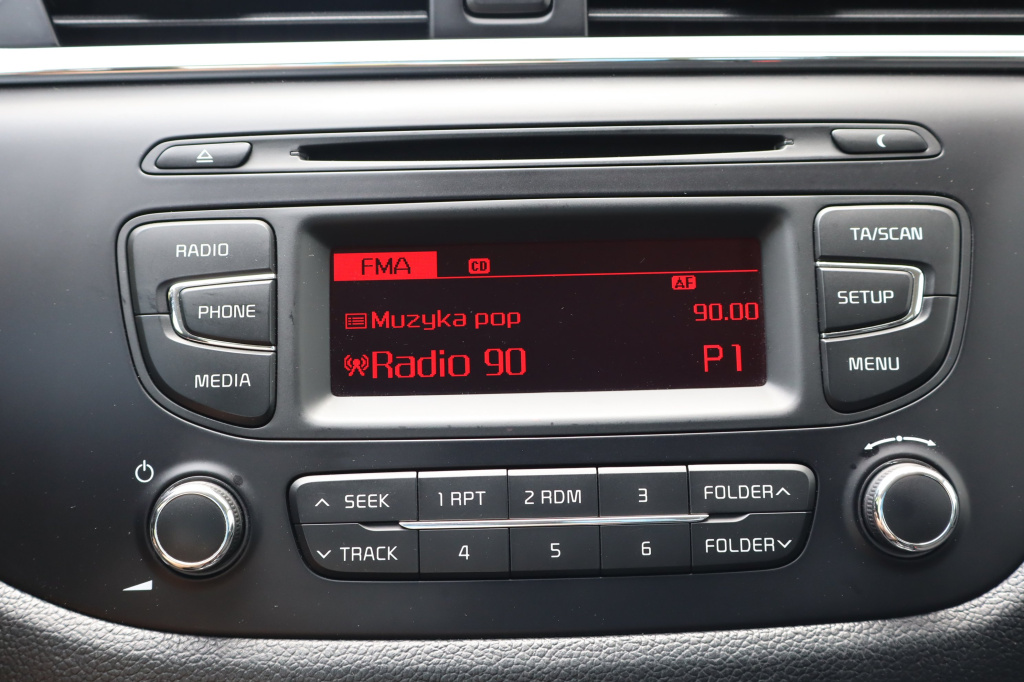 RADIO
PHONE
MEDIA
FMA CD
AF
Muzyka pop 90.00
Radio 90 P1
TA/SCAN
SETUP
MENU
SEEK 1 RPT 2 RDM 3 FOLDER
TRACK 4 5 6 FOLDER